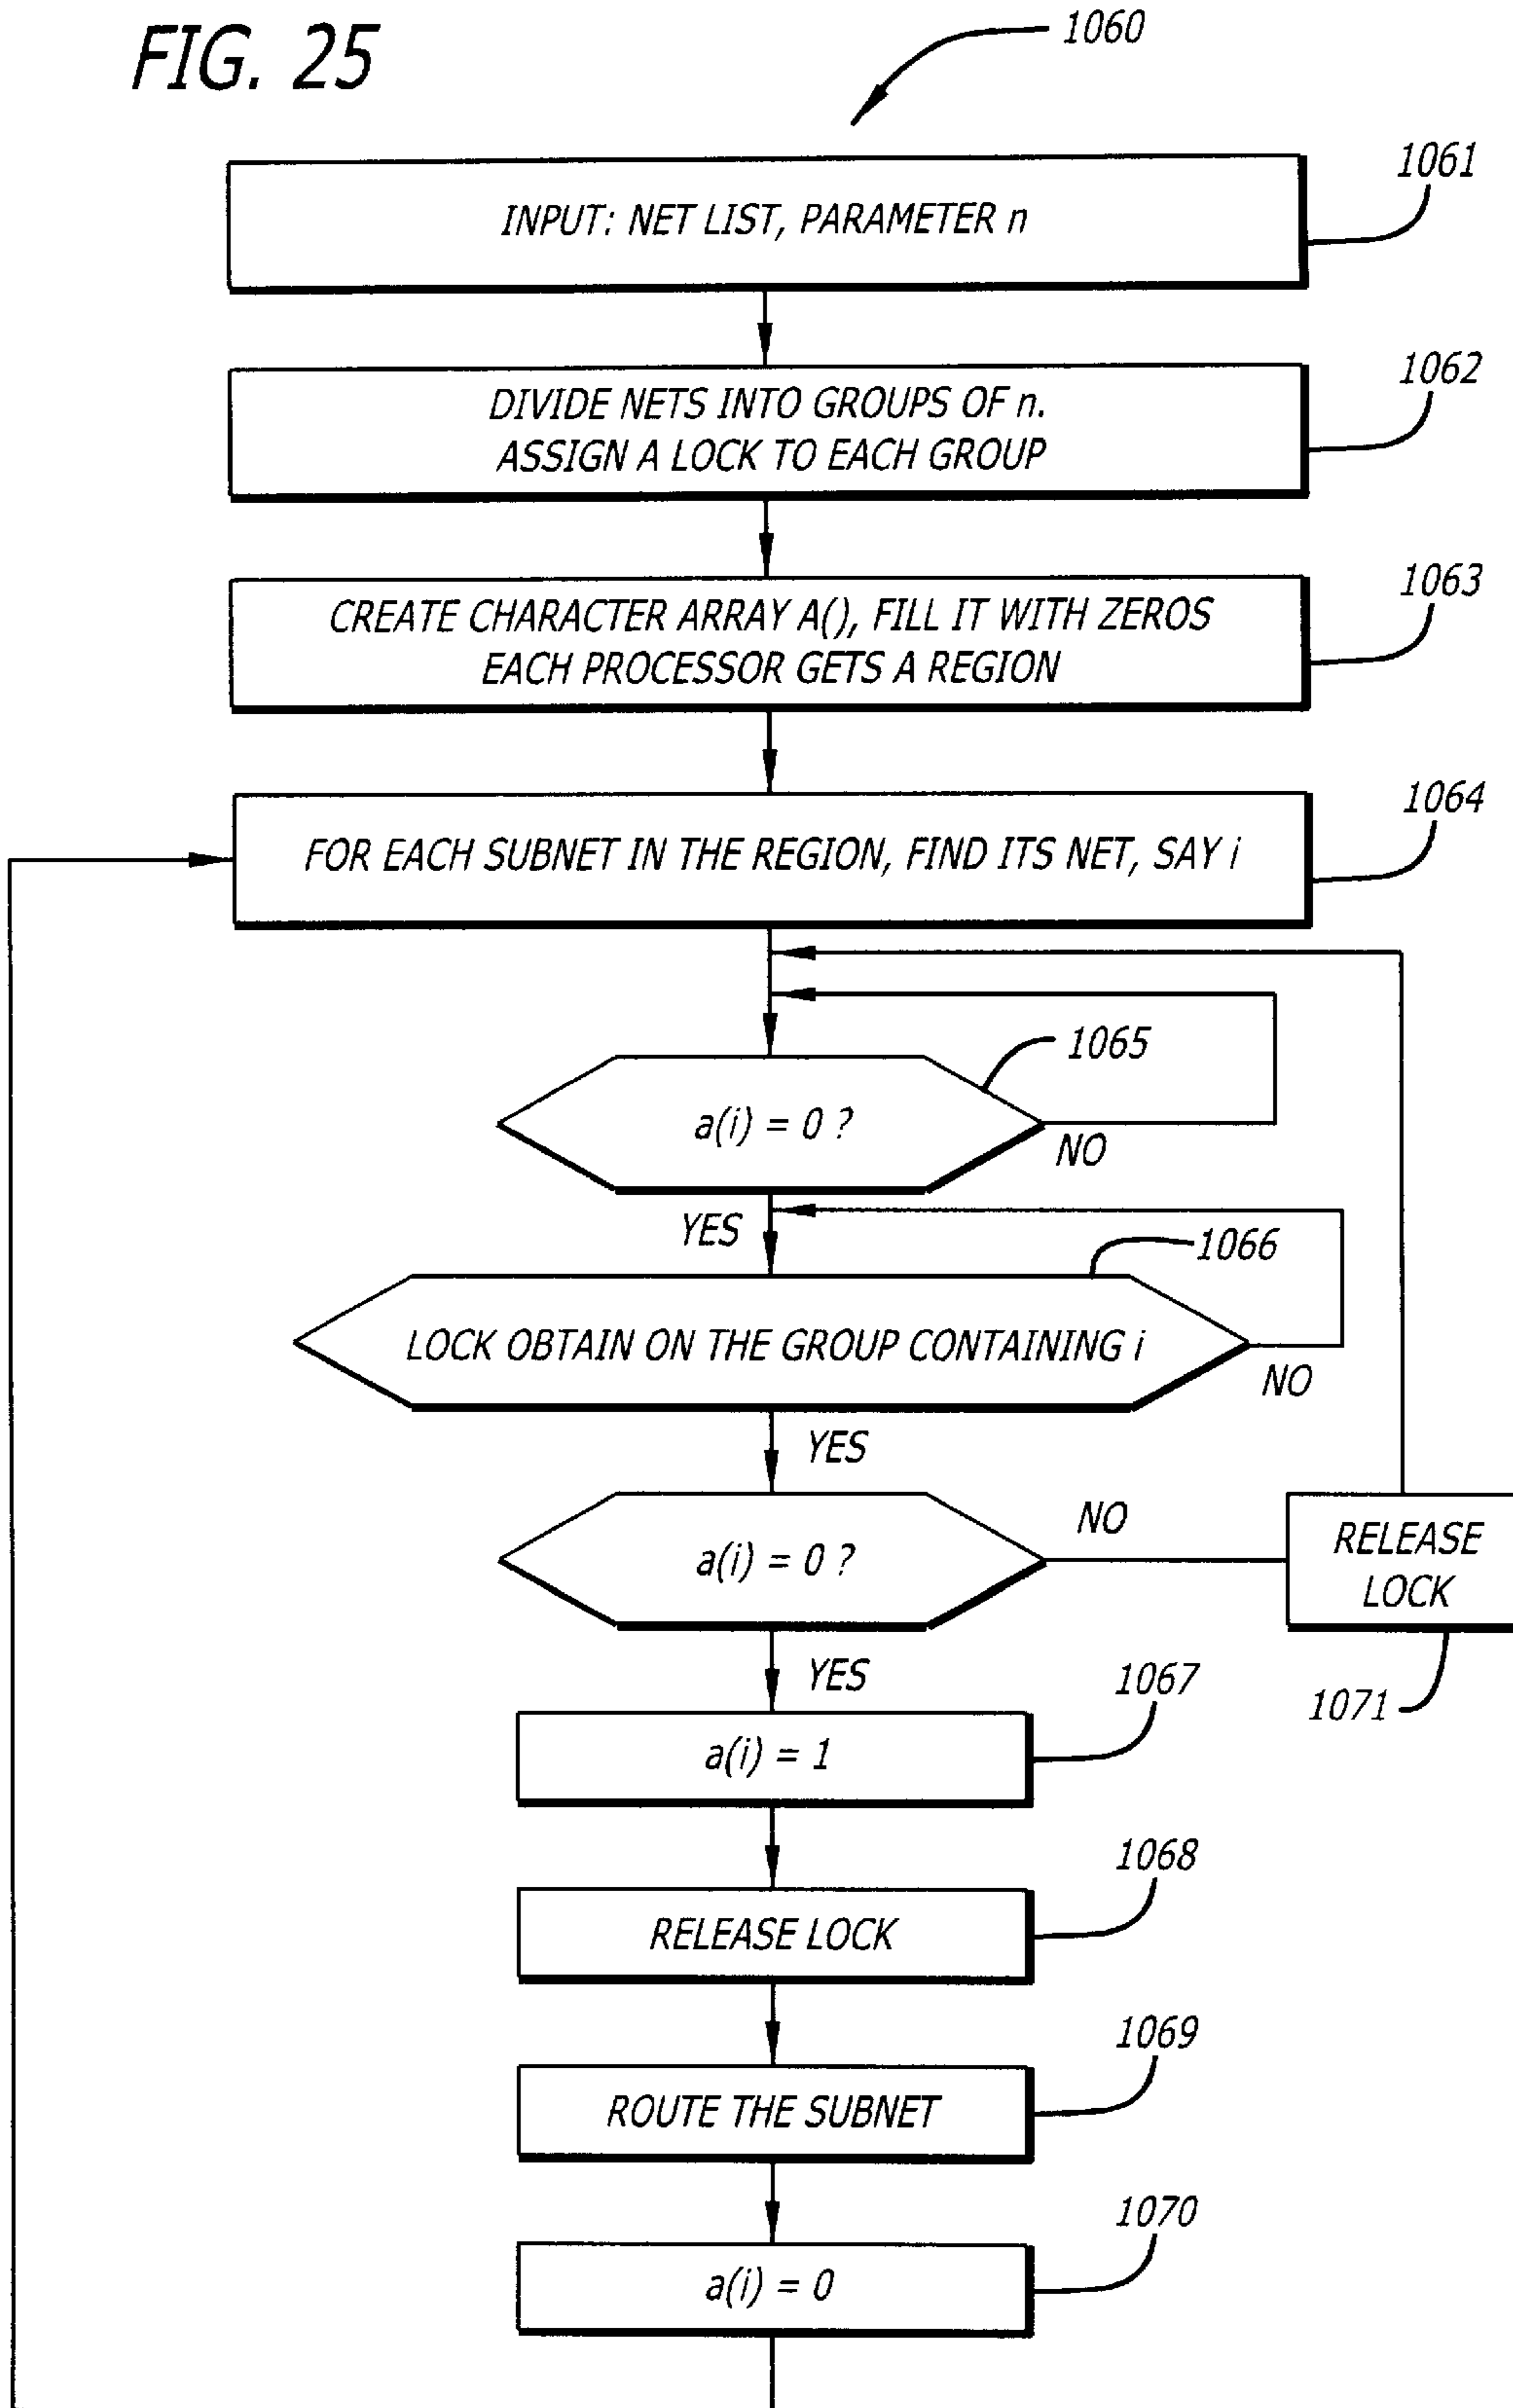 FIG. 25
1060
1061
INPUT: NET LIST, PARAMETER n
1062
DIVIDE NETS INTO GROUPS OF n.
ASSIGN A LOCK TO EACH GROUP
1063
CREATE CHARACTER ARRAY A(), FILL IT WITH ZEROS
EACH PROCESSOR GETS A REGION
1064
FOR EACH SUBNET IN THE REGION, FIND ITS NET, SAY i
1065
a(i) = 0 ?
NO
YES
1066
LOCK OBTAIN ON THE GROUP CONTAINING i
NO
YES
a(i) = 0 ?
NO
RELEASE
LOCK
1071
YES
1067
a(i) = 1
1068
RELEASE LOCK
1069
ROUTE THE SUBNET
1070
a(i) = 0